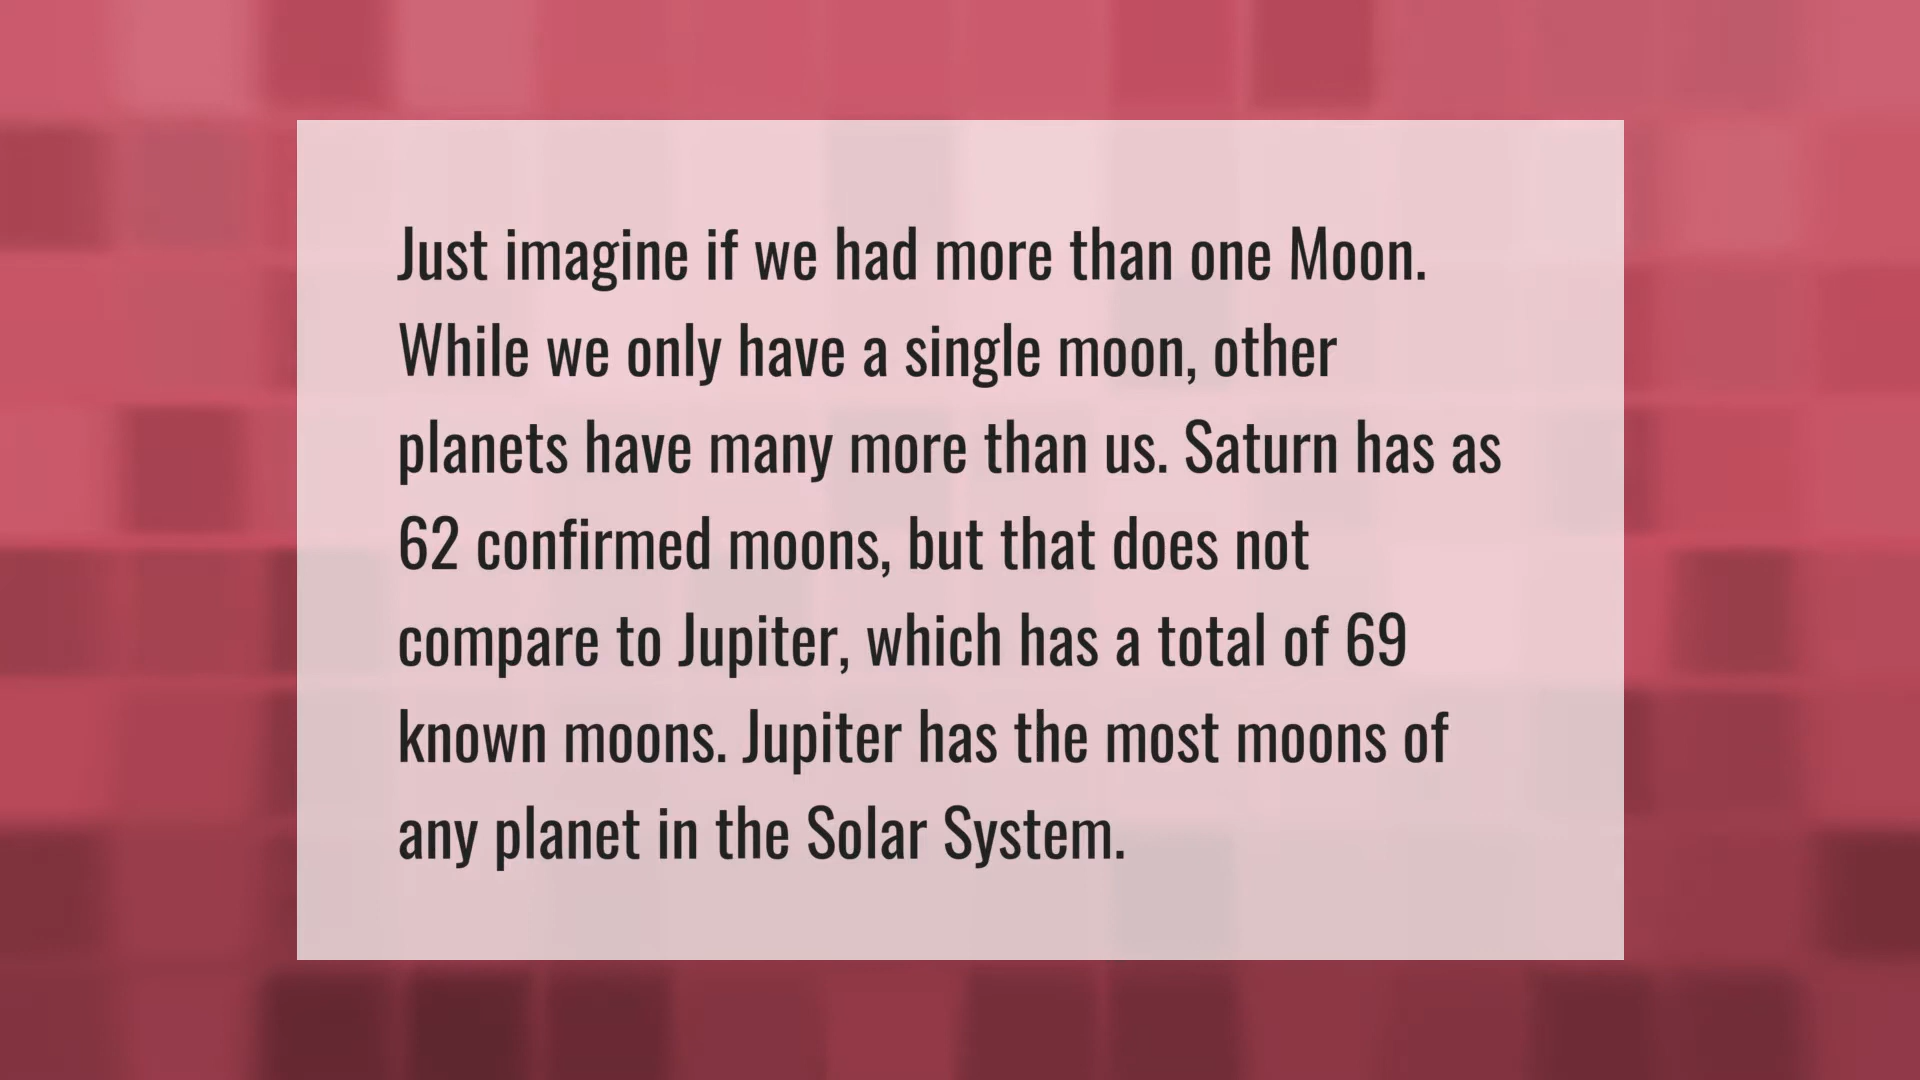 Just imagine if we had more than one Moon.
While we only have a single moon, other
planets have many more than us. Saturn has as
62 confirmed moons, but that does not
compare to Jupiter, which has a total of 69
known moons. Jupiter has the most moons of
any planet in the Solar System.